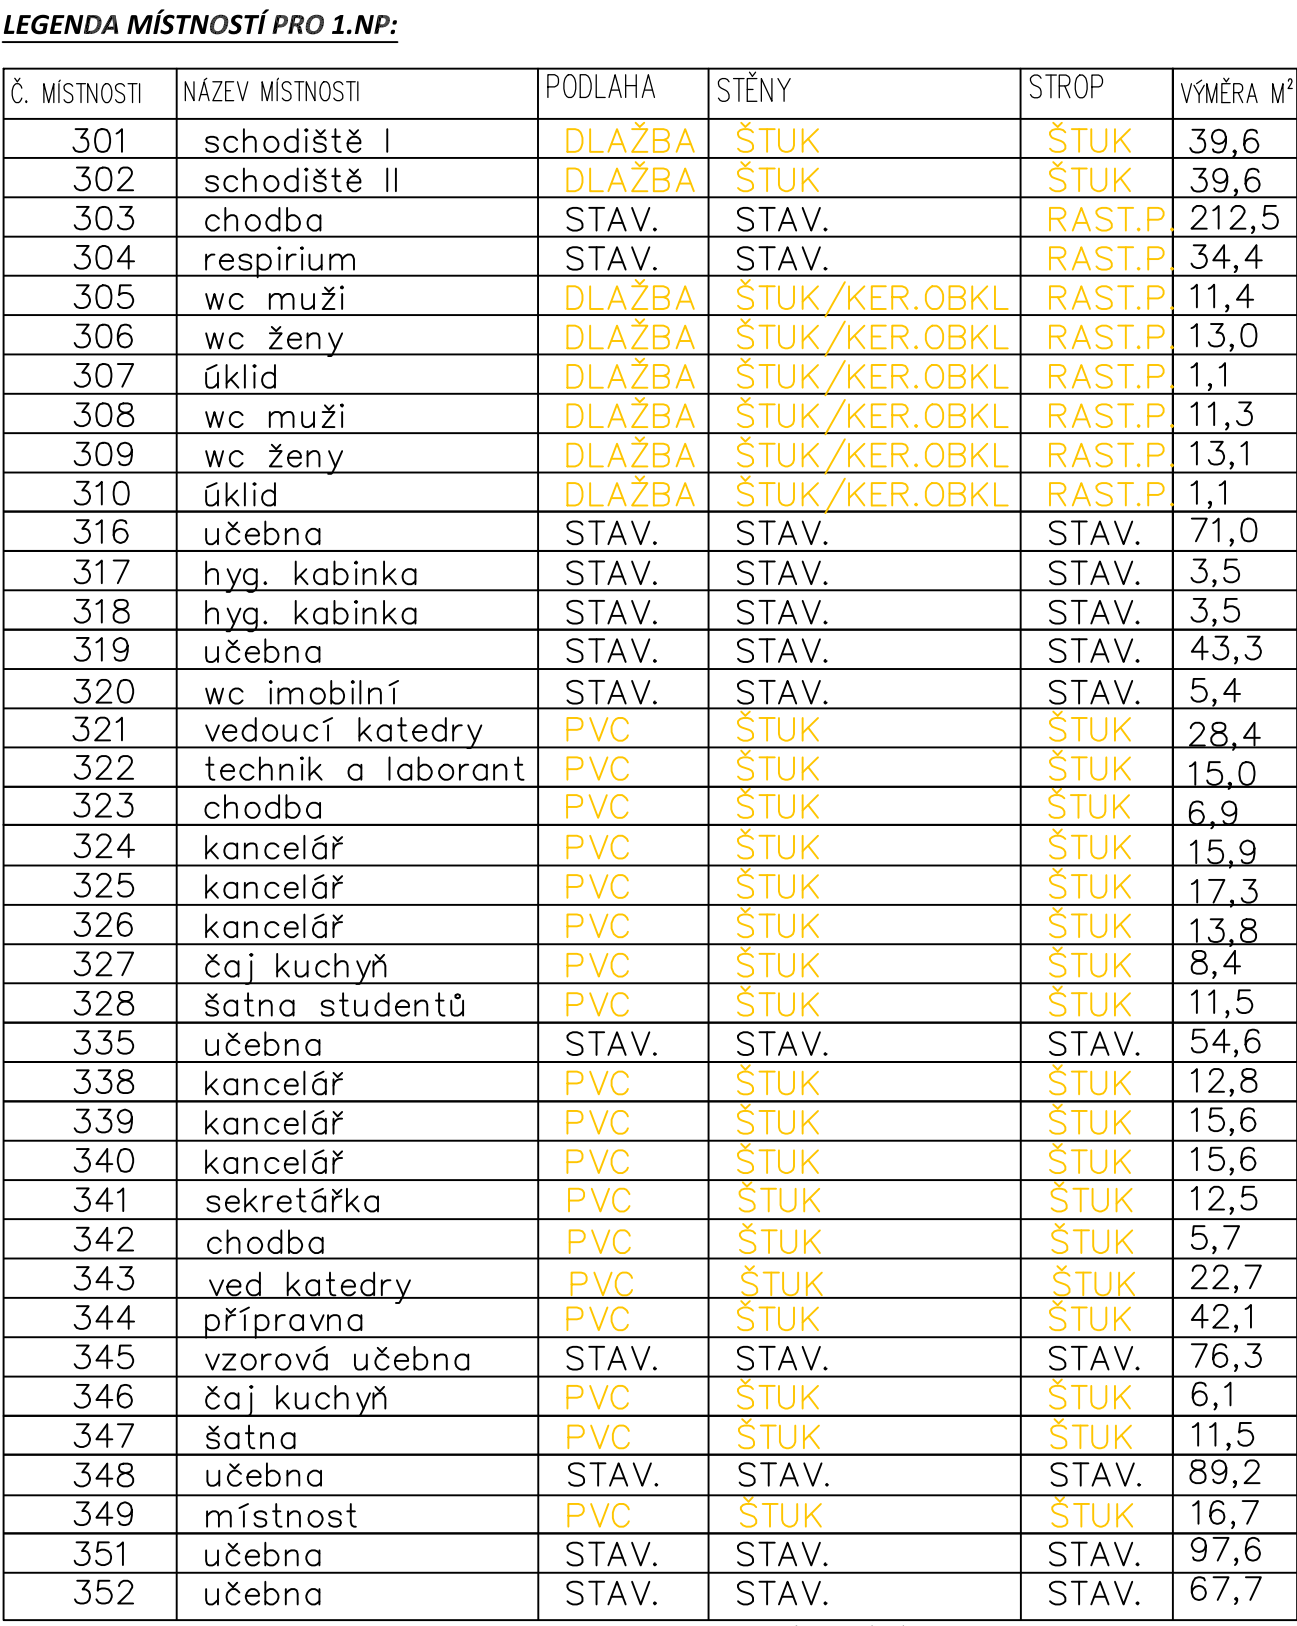 LEGENDA MÍSTNOSTÍ PRO 1.NP:
Č. MÍSTNOSTI NÁZEV MÍSTNOSTI PODLAHA STĚNY STROP VÝMĚRA M²
301 schodiště I DLAŽBA ŠTUK ŠTUK 39,6
302 schodiště II DLAŽBA ŠTUK ŠTUK 39,6
303 chodba STAV. STAV. RAST.P. 212,5
304 respirium STAV. STAV. RAST.P. 34,4
305 wc muži DLAŽBA ŠTUK/KER.OBKL RAST.P. 11,4
306 wc ženy DLAŽBA ŠTUK/KER.OBKL RAST.P. 13,0
307 úklid DLAŽBA ŠTUK/KER.OBKL RAST.P. 1,1
308 wc muži DLAŽBA ŠTUK/KER.OBKL RAST.P. 11,3
309 wc ženy DLAŽBA ŠTUK/KER.OBKL RAST.P. 13,1
310 úklid DLAŽBA ŠTUK/KER.OBKL RAST.P. 1,1
316 učebna STAV. STAV. STAV. 71,0
317 hyg. kabinka STAV. STAV. STAV. 3,5
318 hyg. kabinka STAV. STAV. STAV. 3,5
319 učebna STAV. STAV. STAV. 43,3
320 wc imobilní STAV. STAV. STAV. 5,4
321 vedoucí katedry PVC ŠTUK ŠTUK 28,4
322 technik a laborant PVC ŠTUK ŠTUK 15,0
323 chodba PVC ŠTUK ŠTUK 6,9
324 kancelář PVC ŠTUK ŠTUK 15,9
325 kancelář PVC ŠTUK ŠTUK 17,3
326 kancelář PVC ŠTUK ŠTUK 13,8
327 čaj kuchyň PVC ŠTUK ŠTUK 8,4
328 šatna studentů PVC ŠTUK ŠTUK 11,5
335 učebna STAV. STAV. STAV. 54,6
338 kancelář PVC ŠTUK ŠTUK 12,8
339 kancelář PVC ŠTUK ŠTUK 15,6
340 kancelář PVC ŠTUK ŠTUK 15,6
341 sekretářka PVC ŠTUK ŠTUK 12,5
342 chodba PVC ŠTUK ŠTUK 5,7
343 ved katedry PVC ŠTUK ŠTUK 22,7
344 přípravna PVC ŠTUK ŠTUK 42,1
345 vzorová učebna STAV. STAV. STAV. 76,3
346 čaj kuchyň PVC ŠTUK ŠTUK 6,1
347 šatna PVC ŠTUK ŠTUK 11,5
348 učebna STAV. STAV. STAV. 89,2
349 místnost PVC ŠTUK ŠTUK 16,7
351 učebna STAV. STAV. STAV. 97,6
352 učebna STAV. STAV. STAV. 67,7